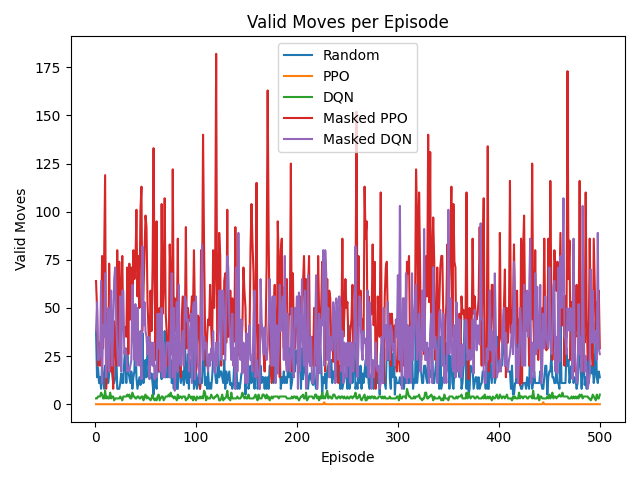 Valid Moves per Episode
Random
PPO
DQN
Masked PPO
Masked DQN
Valid Moves
175
150
125
100
75
50
25
0
0 100 200 300 400 500
Episode